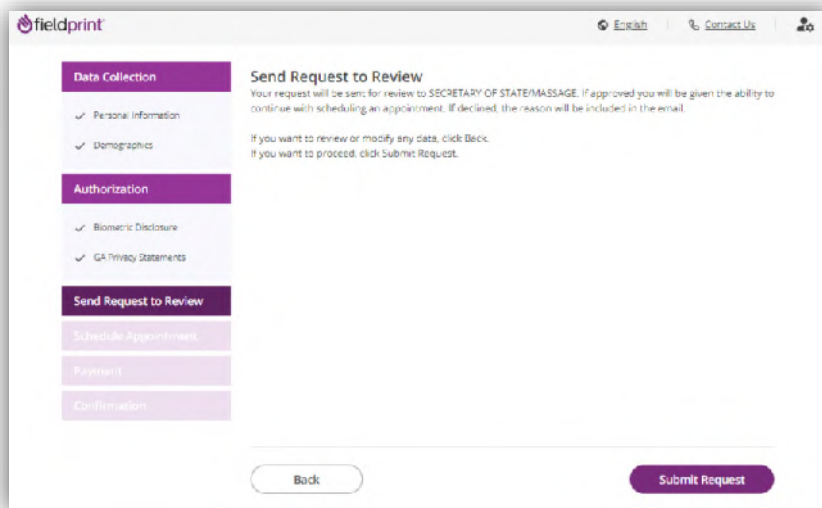 fieldprint
English
Contact Us
Data Collection
Personal Information
Demographics
Authorization
Biometric Disclosure
GA Privacy Statements
Send Request to Review
Schedule Appointment
Payment
Confirmation
Send Request to Review
Your request will be sent for review to SECRETARY OF STATE/MASSAGE. If approved you will be given the ability to
continue with scheduling an appointment. If declined, the reason will be included in the email.
If you want to review or modify any data, click Back.
If you want to proceed, click Submit Request.
Back
Submit Request